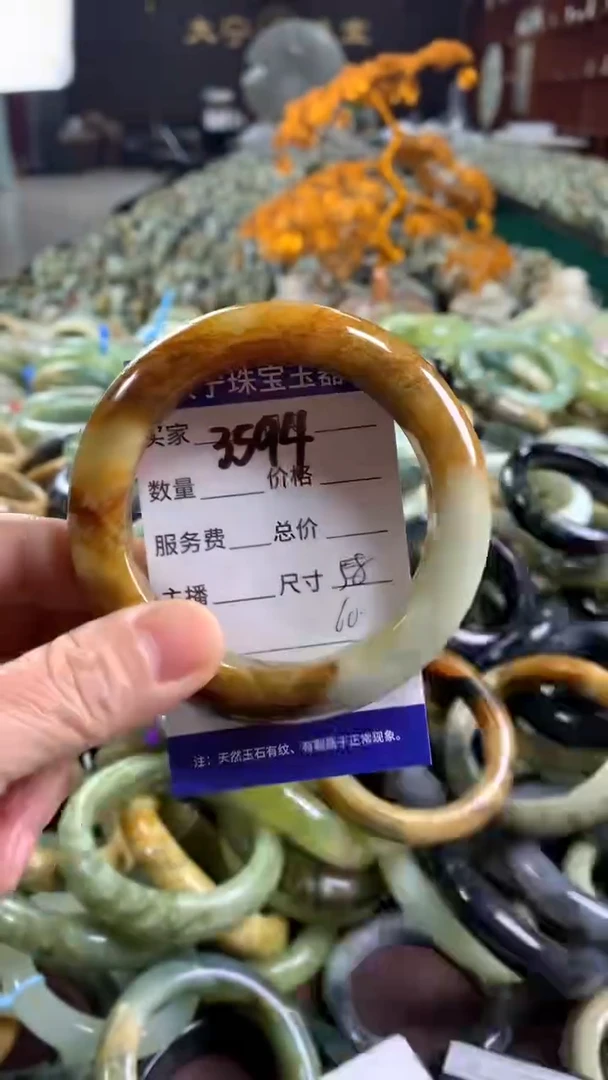 宁珠宝玉器
买家 3594
数量 价格
服务费 总价
主播 尺寸 58
60
注：天然玉石有纹、有裂属于正常现象。